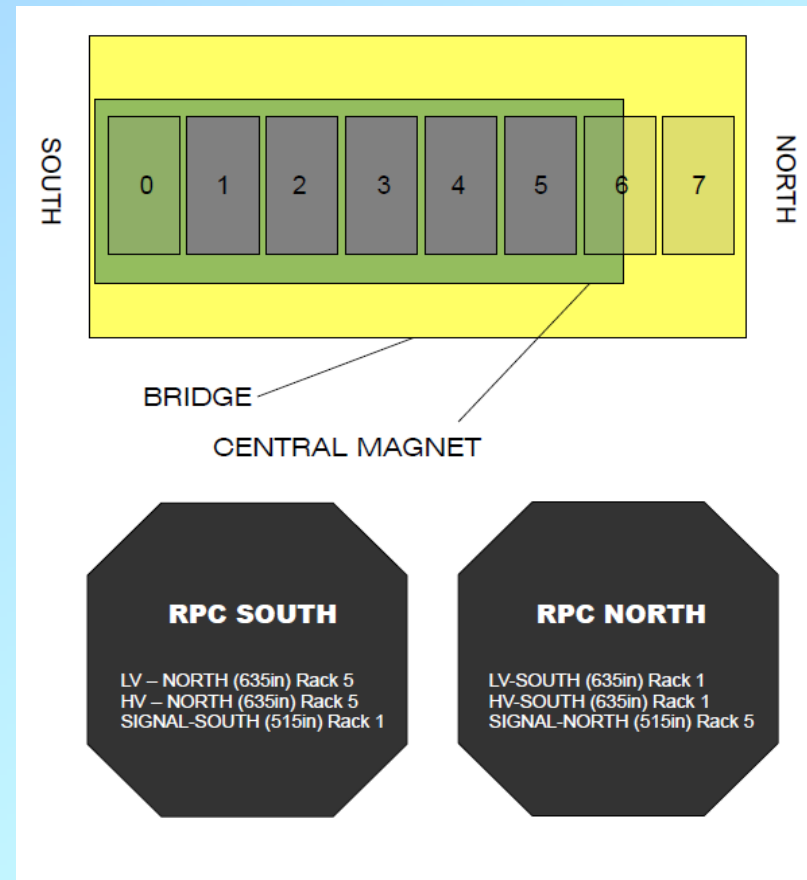 SOUTH
0 1 2 3 4 5 6 7
NORTH
BRIDGE
CENTRAL MAGNET
RPC SOUTH
LV – NORTH (635in) Rack 5
HV – NORTH (635in) Rack 5
SIGNAL-SOUTH (515in) Rack 1
RPC NORTH
LV-SOUTH (635in) Rack 1
HV-SOUTH (635in) Rack 1
SIGNAL-NORTH (515in) Rack 5